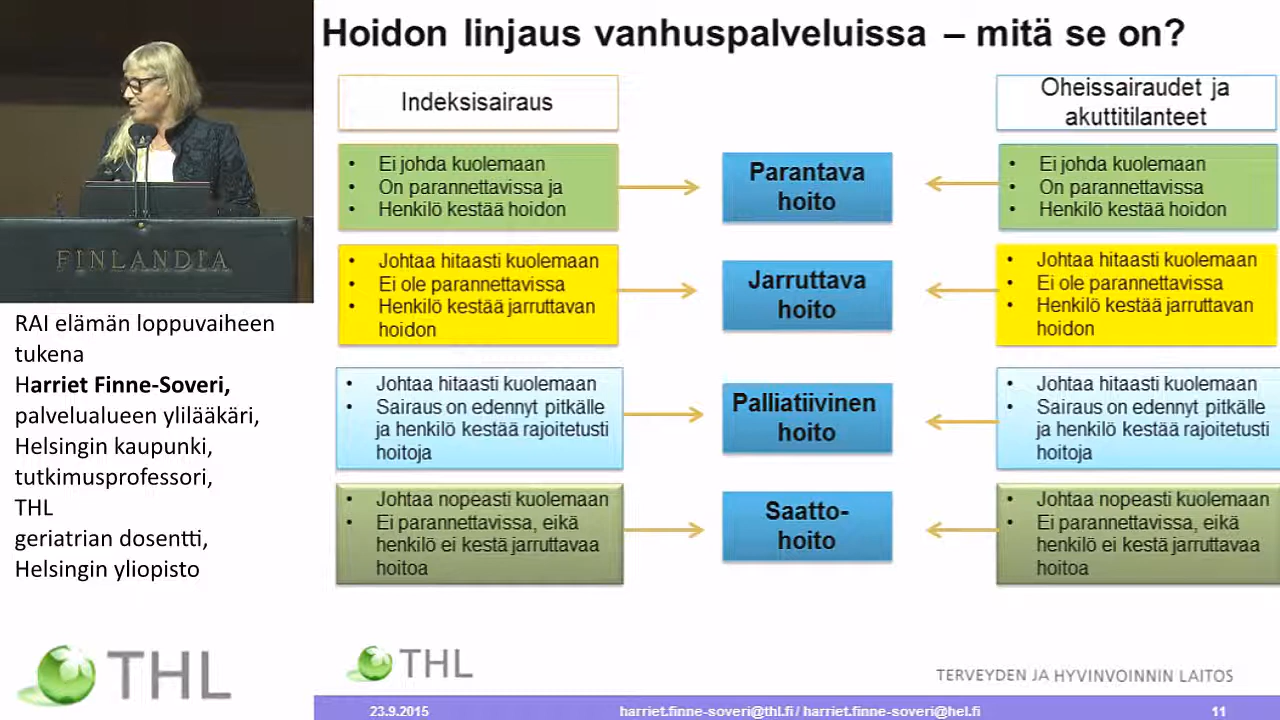 Hoidon linjaus vanhuspalveluissa – mitä se on?
Indeksisairaus
Oheissairaudet ja
akuttitilanteet
• Ei johda kuolemaan
• On parannettavissa ja
• Henkilö kestää hoidon
Parantava
hoito
• Ei johda kuolemaan
• On parannettavissa
• Henkilö kestää hoidon
• Johtaa hitaasti kuolemaan
• Ei ole parannettavissa
• Henkilö kestää jarruttavan
hoidon
Jarruttava
hoito
• Johtaa hitaasti kuolemaan
• Ei ole parannettavissa
• Henkilö kestää jarruttavan
hoidon
• Johtaa hitaasti kuolemaan
• Sairaus on edennyt pitkälle
ja henkilö kestää rajoitetusti
hoitoja
Palliatiivinen
hoito
• Johtaa hitaasti kuolemaan
• Sairaus on edennyt pitkälle
ja henkilö kestää rajoitetusti
hoitoja
• Johtaa nopeasti kuolemaan
• Ei parannettavissa, eikä
henkilö ei kestä jarruttavaa
hoitoa
Saatto-
hoito
• Johtaa nopeasti kuolemaan
• Ei parannettavissa, eikä
henkilö ei kestä jarruttavaa
hoitoa
FINLANDIA
RAI elämän loppuvaiheen
tukena
Harriet Finne-Soveri,
palvelualueen ylilääkäri,
Helsingin kaupunki,
tutkimusprofessori,
THL
geriatrian dosentti,
Helsingin yliopisto
THL
THL
TERVEYDEN JA HYVINVOINNIN LAITOS
23.9.2015
harriet.finne-soveri@thl.fi / harriet.finne-soveri@hel.fi
11